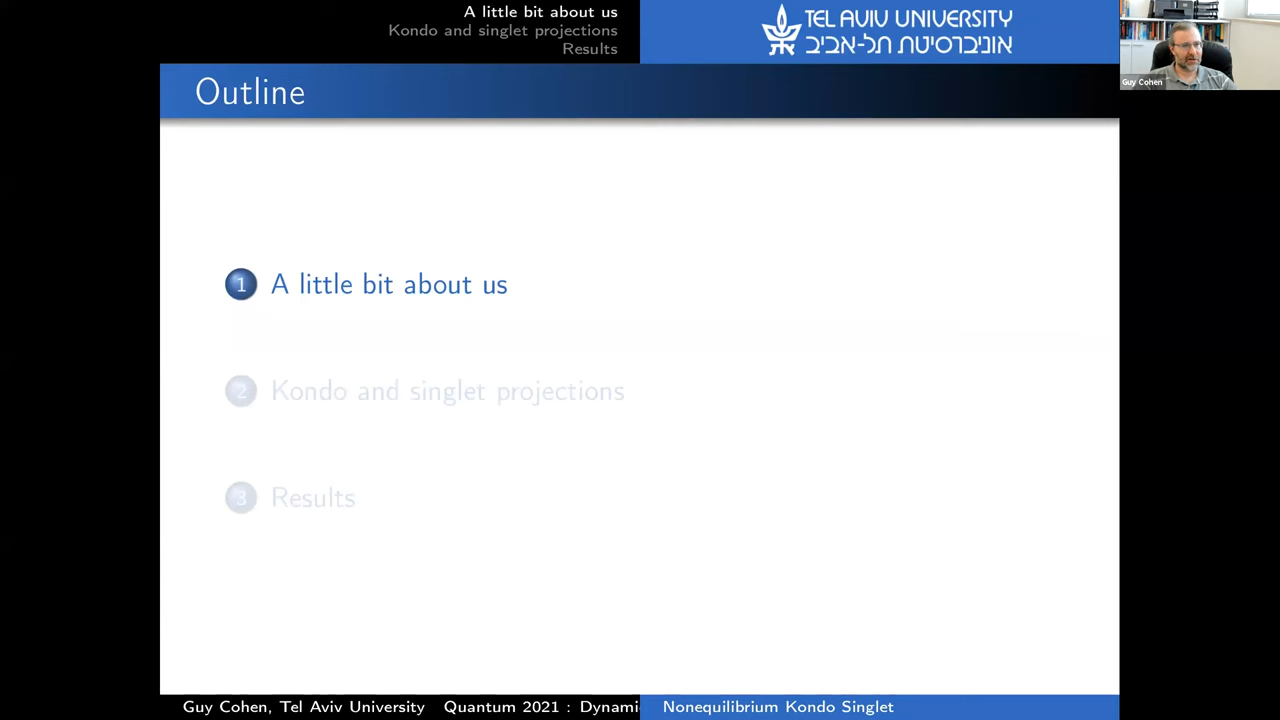 A little bit about us
Kondo and singlet projections
Results
TEL AVIV UNIVERSITY
אוניברסיטת תל-אביב
Guy Cohen
Outline
1 A little bit about us
2 Kondo and singlet projections
3 Results
Guy Cohen, Tel Aviv University Quantum 2021 : Dynami
Nonequilibrium Kondo Singlet